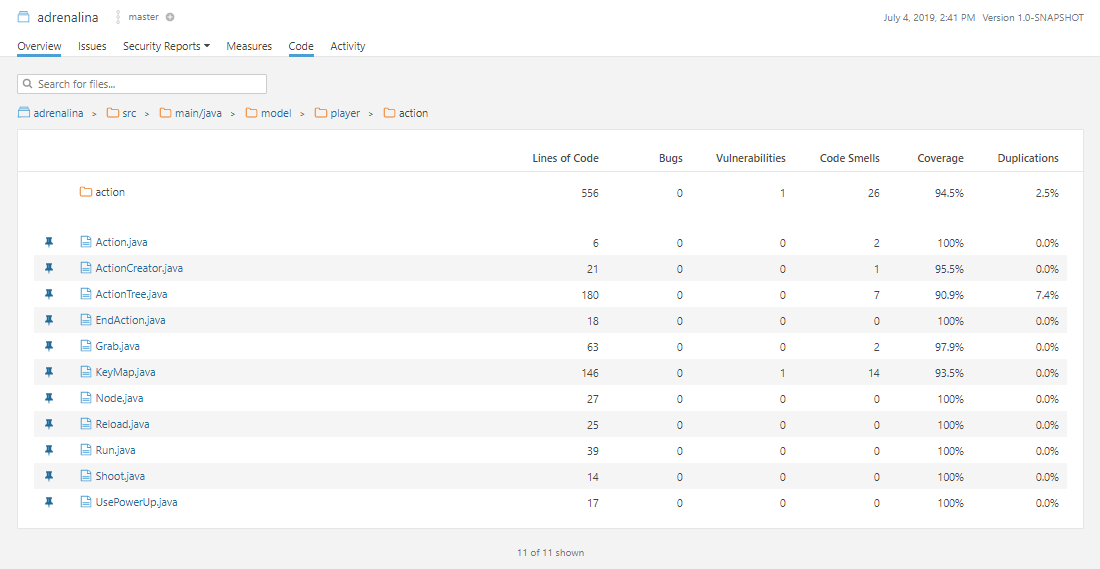 adrenalina master July 4, 2019, 2:41 PM Version 1.0-SNAPSHOT
Overview Issues Security Reports Measures Code Activity
Search for files...
adrenalina > src > main/java > model > player > action
Lines of Code Bugs Vulnerabilities Code Smells Coverage Duplications
action 556 0 1 26 94.5% 2.5%
Action.java 6 0 0 2 100% 0.0%
ActionCreator.java 21 0 0 1 95.5% 0.0%
ActionTree.java 180 0 0 7 90.9% 7.4%
EndAction.java 18 0 0 0 100% 0.0%
Grab.java 63 0 0 2 97.9% 0.0%
KeyMap.java 146 0 1 14 93.5% 0.0%
Node.java 27 0 0 0 100% 0.0%
Reload.java 25 0 0 0 100% 0.0%
Run.java 39 0 0 0 100% 0.0%
Shoot.java 14 0 0 0 100% 0.0%
UsePowerUp.java 17 0 0 0 100% 0.0%
11 of 11 shown